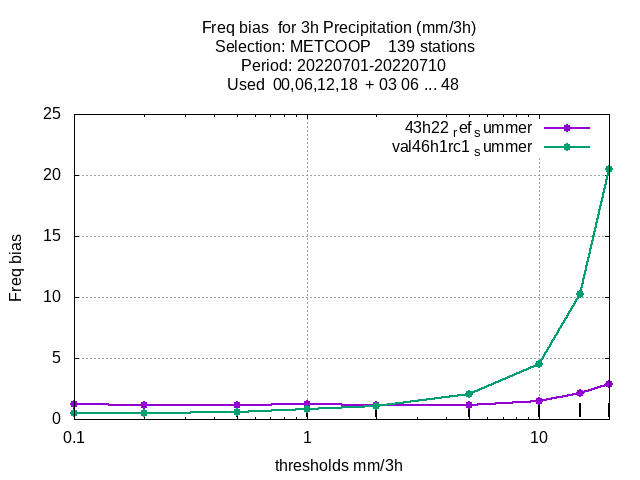 Freq bias  for 3h Precipitation (mm/3h)
Selection: METCOOP    139 stations
Period: 20220701-20220710
Used  00,06,12,18  + 03 06 ... 48
25
43h22_ref_summer
val46h1rc1_summer
20
15
Freq bias
10
5
0
0.1
1
10
thresholds mm/3h